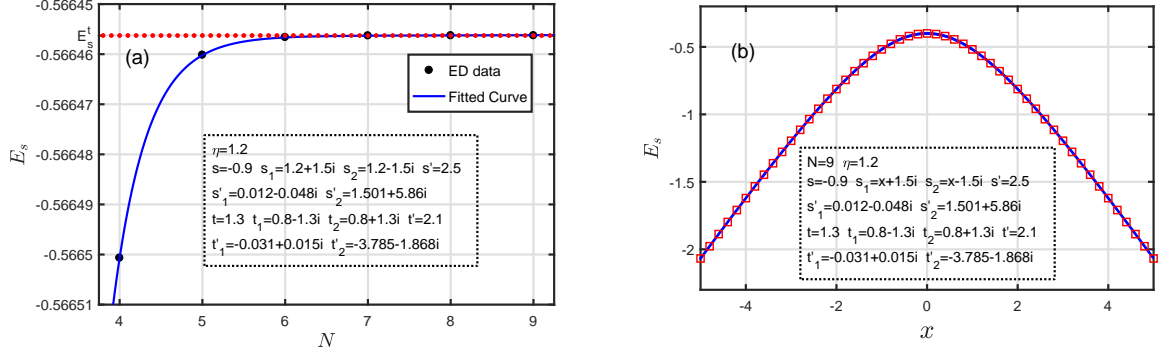 -0.56645
E_s^t
-0.56646
-0.56647
-0.56648
-0.56649
-0.5665
-0.56651
E_s
(a)
ED data
Fitted Curve
η=1.2
s=-0.9 s_1=1.2+1.5i s_2=1.2-1.5i s'=2.5
s'_1=0.012-0.048i s'_2=1.501+5.86i
t=1.3 t_1=0.8-1.3i t_2=0.8+1.3i t'=2.1
t'_1=-0.031+0.015i t'_2=-3.785-1.868i
4 5 6 7 8 9
N
(b)
-0.5
-1
-1.5
-2
E_s
N=9 η=1.2
s=-0.9 s_1=x+1.5i s_2=x-1.5i s'=2.5
s'_1=0.012-0.048i s'_2=1.501+5.86i
t=1.3 t_1=0.8-1.3i t_2=0.8+1.3i t'=2.1
t'_1=-0.031+0.015i t'_2=-3.785-1.868i
-4 -2 0 2 4
x